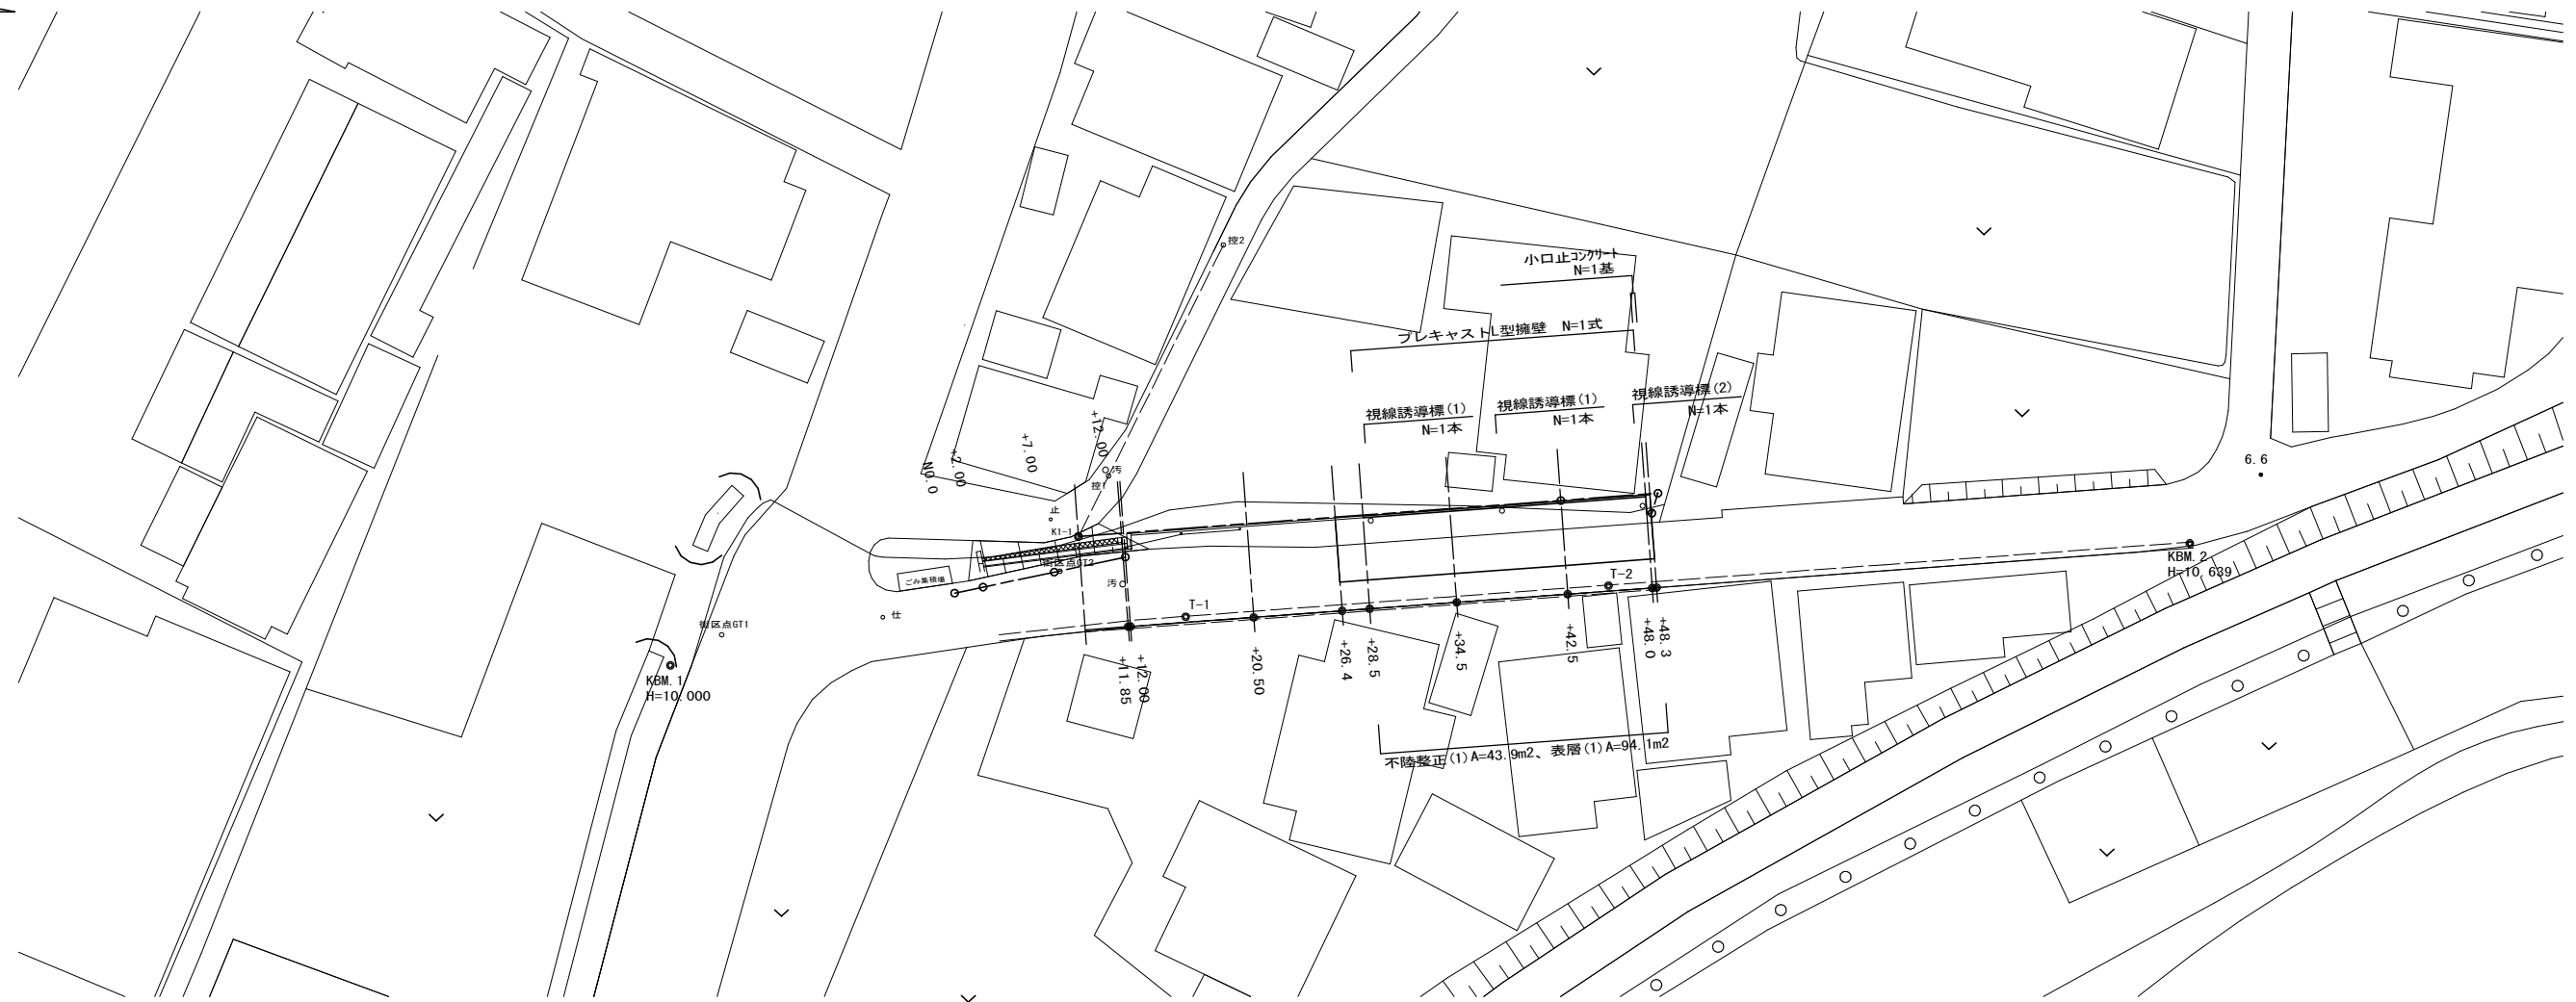 控2
小口止コンクリート
N=1基
プレキャストL型擁壁 N=1式
視線誘導標(1)
N=1本
視線誘導標(1)
N=1本
視線誘導標(2)
N=1本
N0.0
+2.00
+7.00
+12.00
汚
控1
止
K1-1
街区点GT2
ごみ集積場
汚
仕
街区点GT1
T-1
T-2
6.6
KBM.2
H=10.639
KBM.1
H=10.000
+11.85
+12.00
+20.50
+26.4
+28.5
+34.5
+42.5
+48.0
+48.3
不陸整正(1)A=43.9m2、表層(1)A=94.1m2